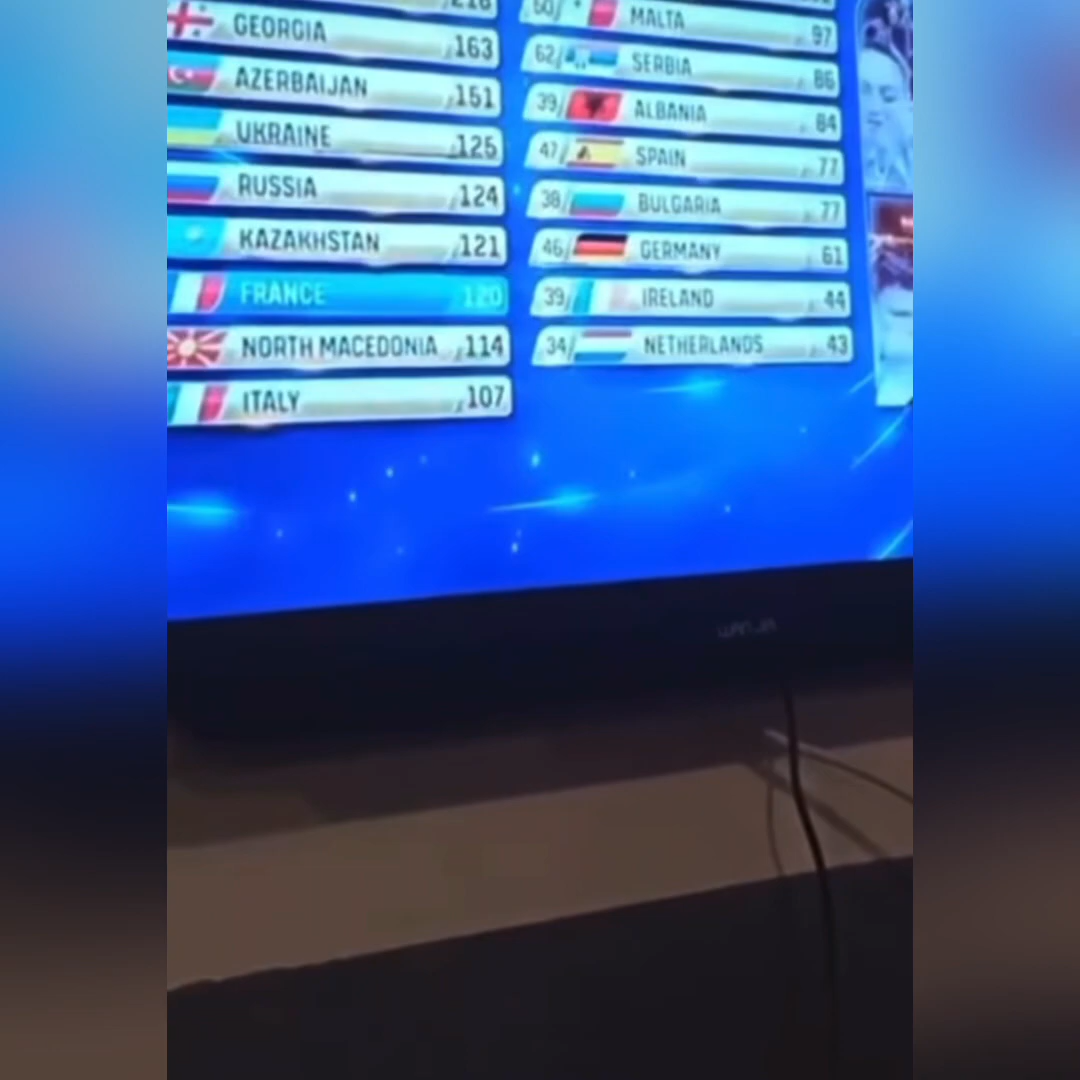 GEORGIA 163
AZERBAIJAN 151
UKRAINE 125
RUSSIA 124
KAZAKHSTAN 121
FRANCE 120
NORTH MACEDONIA 114
ITALY 107
60/ MALTA 97
62/ SERBIA 86
39/ ALBANIA 84
47/ SPAIN 77
38/ BULGARIA 77
46/ GERMANY 61
39/ IRELAND 44
34/ NETHERLANDS 43